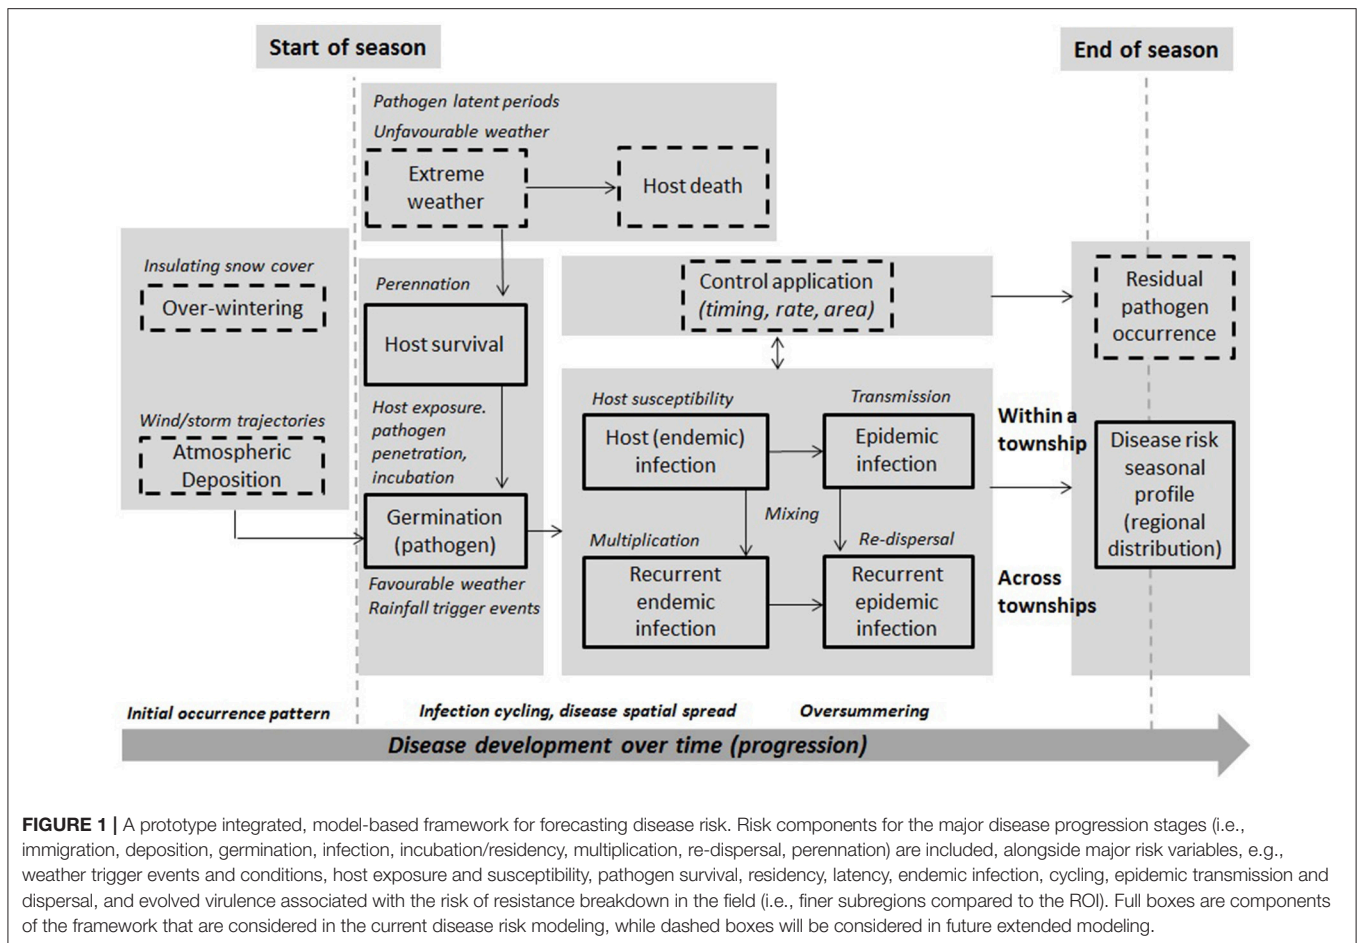 Start of season
End of season
Pathogen latent periods
Unfavourable weather
Extreme
weather
Host death
Insulating snow cover
Over-wintering
Wind/storm trajectories
Atmospheric
Deposition
Perennation
Host survival
Host exposure.
pathogen
penetration,
incubation
Germination
(pathogen)
Favourable weather
Rainfall trigger events
Control application
(timing, rate, area)
Host susceptibility
Transmission
Host (endemic)
infection
Epidemic
infection
Mixing
Multiplication
Re-dispersal
Recurrent
endemic
infection
Recurrent
epidemic
infection
Within a
township
Across
townships
Residual
pathogen
occurrence
Disease risk
seasonal
profile
(regional
distribution)
Initial occurrence pattern
Infection cycling, disease spatial spread
Oversummering
Disease development over time (progression)
FIGURE 1 | A prototype integrated, model-based framework for forecasting disease risk. Risk components for the major disease progression stages (i.e.,
immigration, deposition, germination, infection, incubation/residency, multiplication, re-dispersal, perennation) are included, alongside major risk variables, e.g.,
weather trigger events and conditions, host exposure and susceptibility, pathogen survival, residency, latency, endemic infection, cycling, epidemic transmission and
dispersal, and evolved virulence associated with the risk of resistance breakdown in the field (i.e., finer subregions compared to the ROI). Full boxes are components
of the framework that are considered in the current disease risk modeling, while dashed boxes will be considered in future extended modeling.